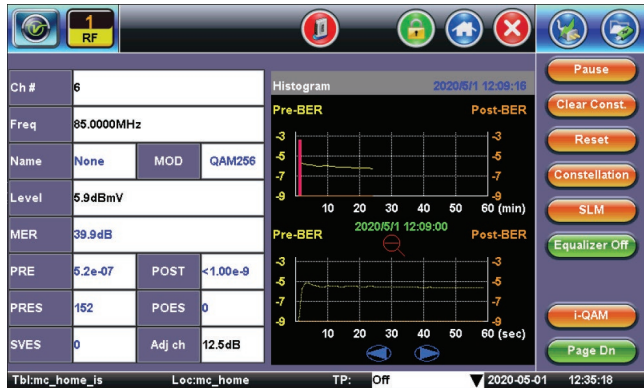 1
RF
Ch # 6
Freq 85.0000MHz
Name None MOD QAM256
Level 5.9dBmV
MER 39.9dB
PRE 5.2e-07 POST <1.00e-9
PRES 152 POES 0
SVES 0 Adj ch 12.5dB
Histogram 2020/5/1 12:09:16
Pre-BER Post-BER
-3 -3
-5 -5
-7 -7
-9 -9
10 20 30 40 50 60 (min)
2020/5/1 12:09:00
Pre-BER Post-BER
-3 -3
-5 -5
-7 -7
-9 -9
10 20 30 40 50 60 (sec)
Pause
Clear Const.
Reset
Constellation
SLM
Equalizer Off
i-QAM
Page Dn
Tbl:mc_home_is Loc:mc_home TP: Off 2020-05-01 12:35:18